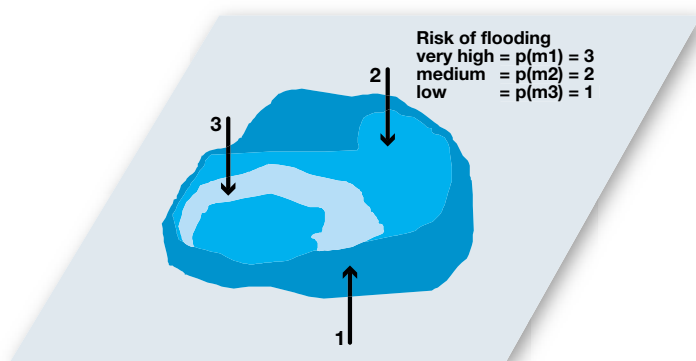 Risk of flooding
very high = p(m1) = 3
medium = p(m2) = 2
low = p(m3) = 1
2
3
1